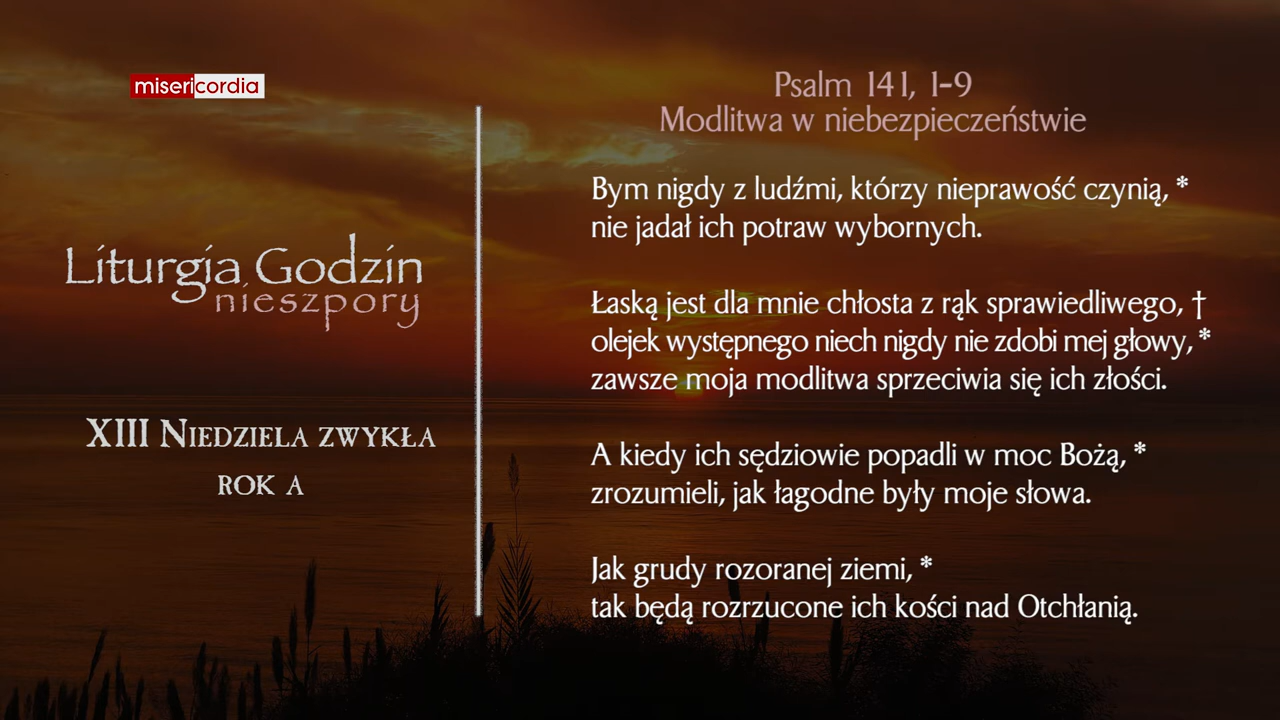 misericordia
Liturgia Godzin
nieszpory
XIII Niedziela zwykła
rok A
Psalm 141, 1-9
Modlitwa w niebezpieczeństwie
Bym nigdy z ludźmi, którzy nieprawość czynią, *
nie jadał ich potraw wybornych.
Łaską jest dla mnie chłosta z rąk sprawiedliwego, †
olejek występnego niech nigdy nie zdobi mej głowy, *
zawsze moja modlitwa sprzeciwia się ich złości.
A kiedy ich sędziowie popadli w moc Bożą, *
zrozumieli, jak łagodne były moje słowa.
Jak grudy rozoranej ziemi, *
tak będą rozrzucone ich kości nad Otchłanią.